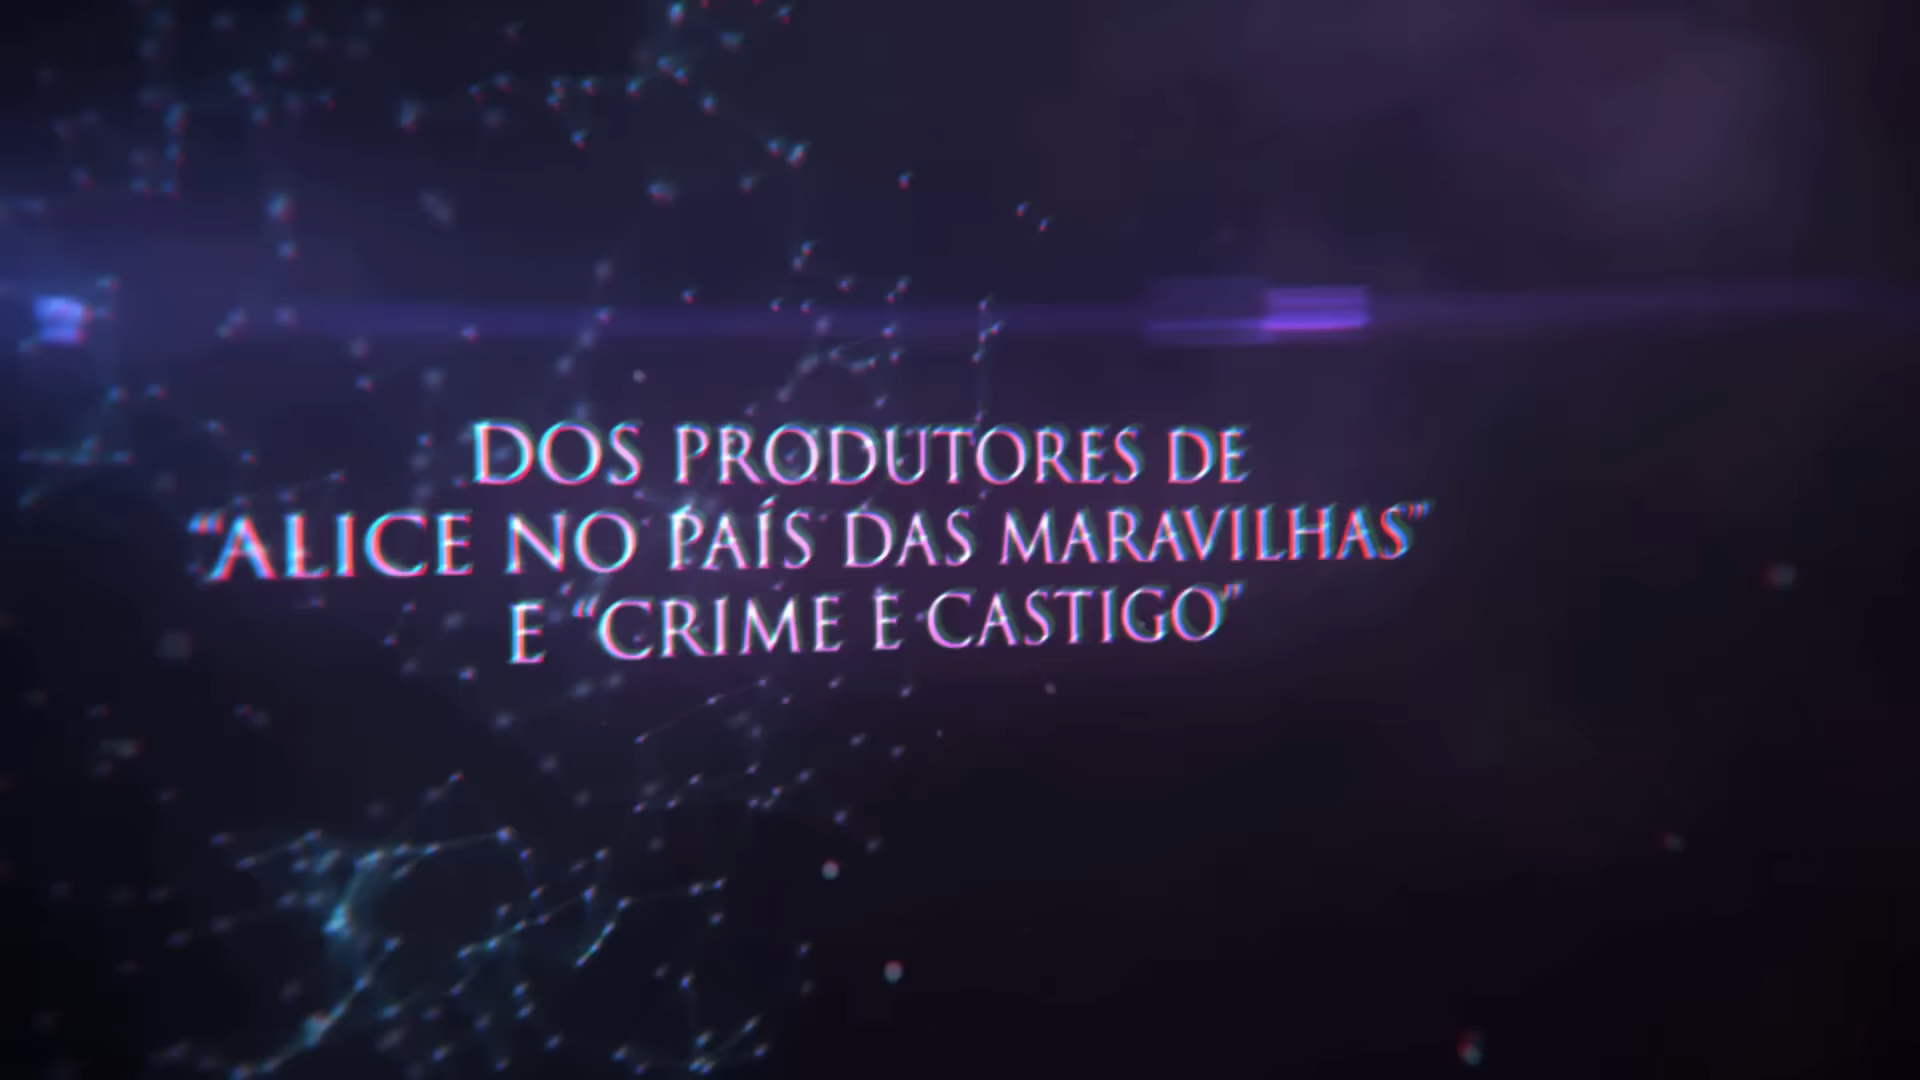 DOS PRODUTORES DE
“ALICE NO PAÍS DAS MARAVILHAS”
E “CRIME E CASTIGO”